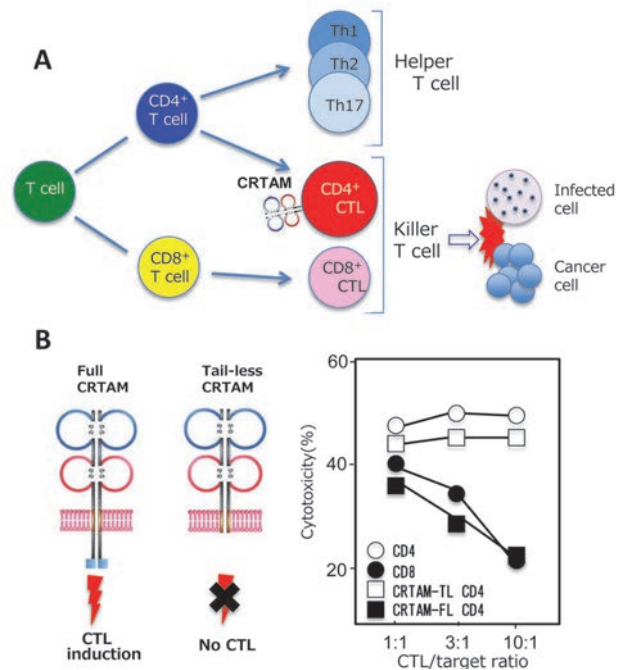 A
CD4+
T cell
Th1
Th2
Th17
Helper
T cell
T cell
CRTAM
CD4+
CTL
Killer
T cell
Infected
cell
CD8+
T cell
CD8+
CTL
Cancer
cell
B
Full
CRTAM
Tail-less
CRTAM
CTL
induction
No CTL
Cytotoxicity(%)
60
40
20
CD4
CD8
CRTAM-TL CD4
CRTAM-FL CD4
1:1 3:1 10:1
CTL/target ratio